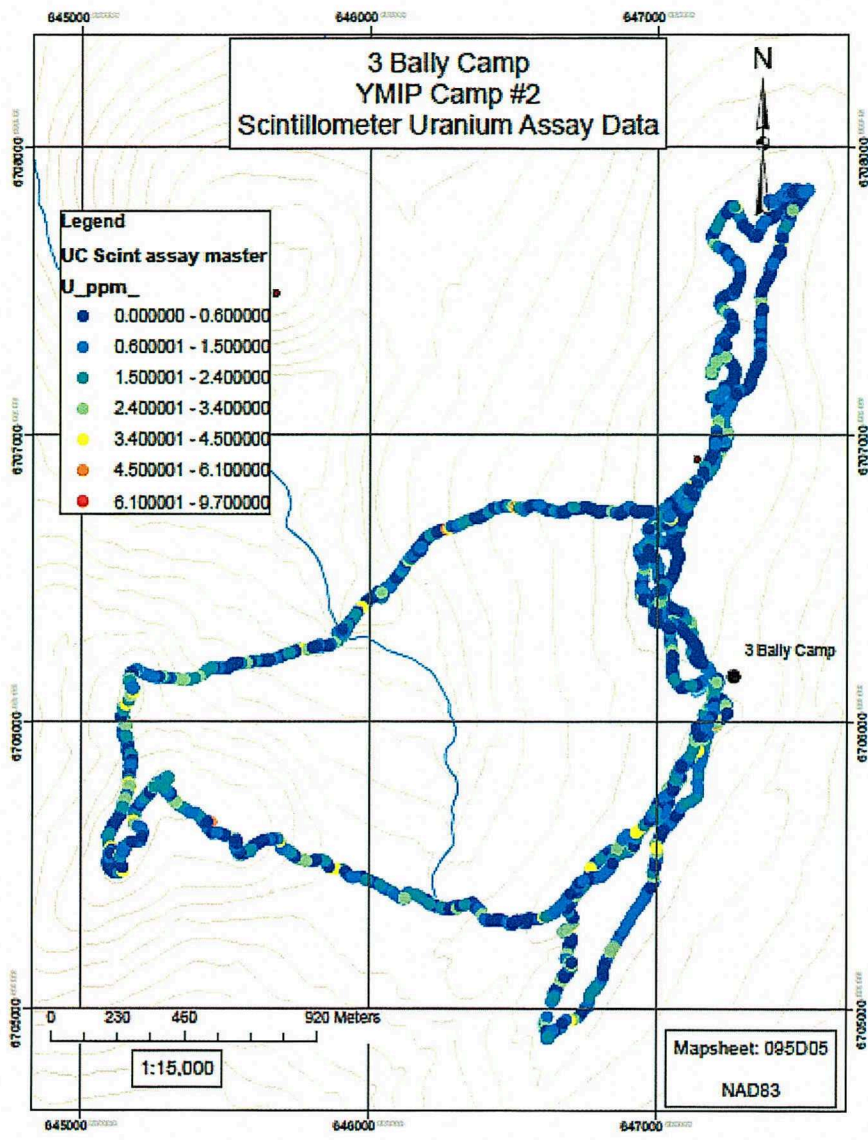 645000
646000
647000
3 Bally Camp
YMIP Camp #2
Scintillometer Uranium Assay Data
N
6708000
6708000
Legend
UC Scint assay master
U_ppm_
0.000000 - 0.600000
0.600001 - 1.500000
1.500001 - 2.400000
2.400001 - 3.400000
3.400001 - 4.500000
4.500001 - 6.100000
6.100001 - 9.700000
6707000
6707000
3 Bally Camp
6706000
6706000
6705000
6705000
0 230 460 920 Meters
1:15,000
Mapsheet: 095D05
NAD83
645000
646000
647000